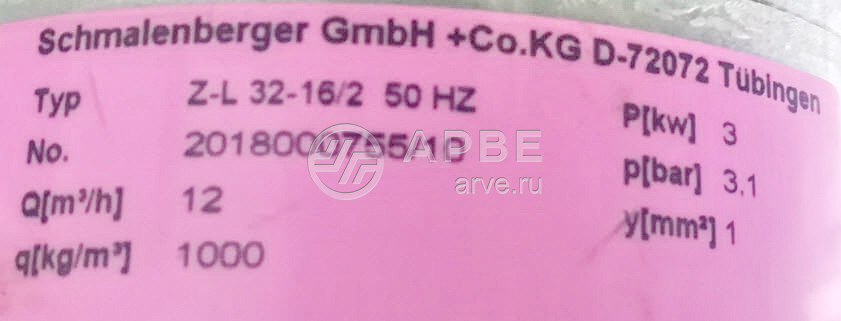 Schmalenberger GmbH +Co.KG D-72072 Tübingen
Typ Z-L 32-16/2 50 HZ
P[kw] 3
No.
p[bar] 3,1
Q[m³/h] 12
y[mm²] 1
q[kg/m³] 1000
АРВЕ
arve.ru